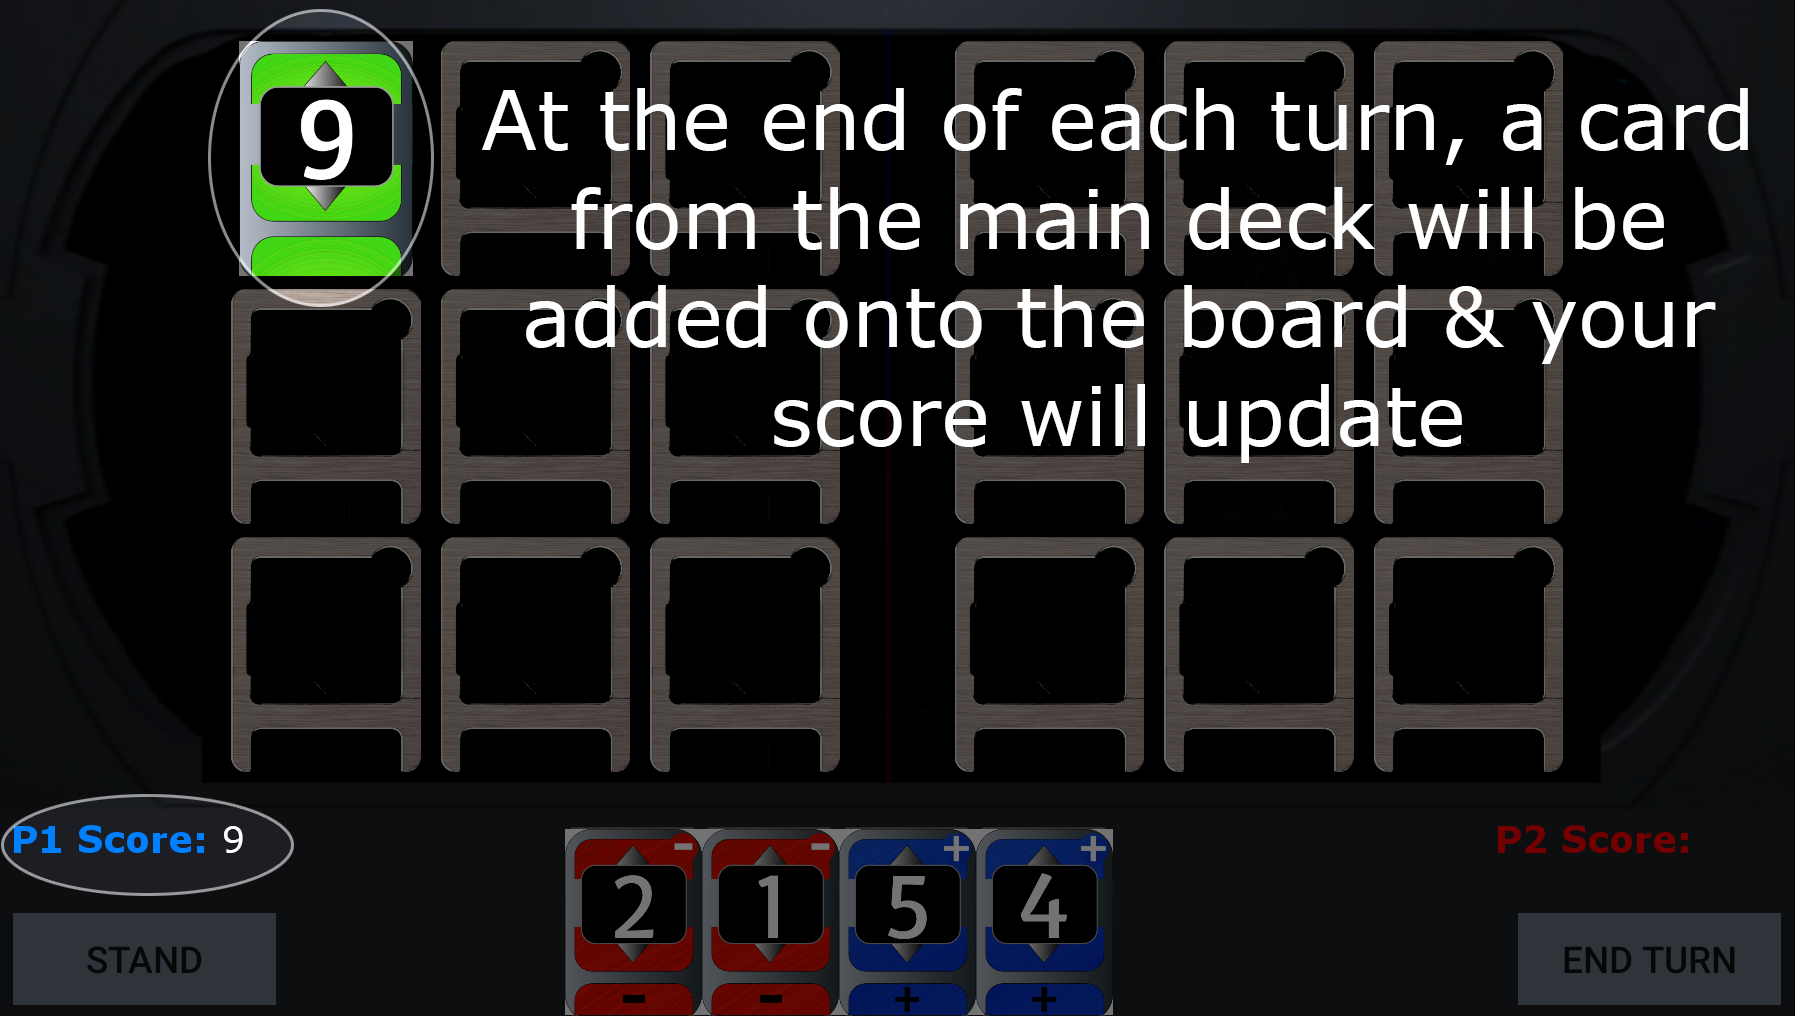 9
At the end of each turn, a card
from the main deck will be
added onto the board & your
score will update
P1 Score: 9
P2 Score:
- - + +
2 1 5 4
- - + +
STAND
END TURN